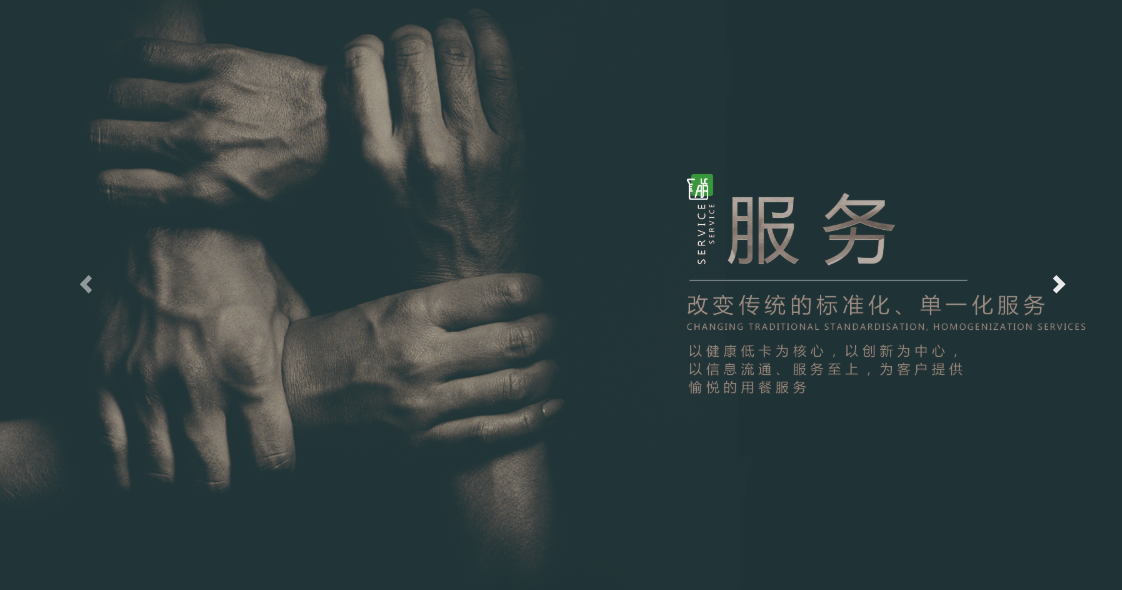 SERVICE
SERVICE
服务
改变传统的标准化、单一化服务
CHANGING TRADITIONAL STANDARDISATION, HOMOGENIZATION SERVICES
以健康低卡为核心，以创新为中心，
以信息流通、服务至上，为客户提供
愉悦的用餐服务